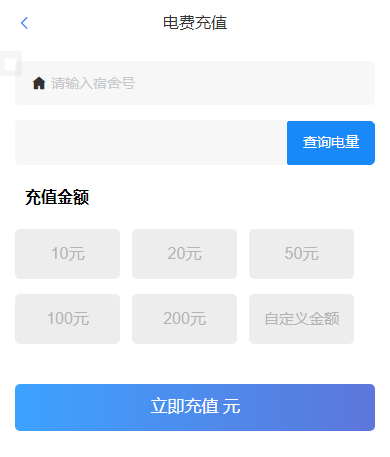 电费充值
请输入宿舍号
查询电量
充值金额
10元 20元 50元
100元 200元 自定义金额
立即充值 元